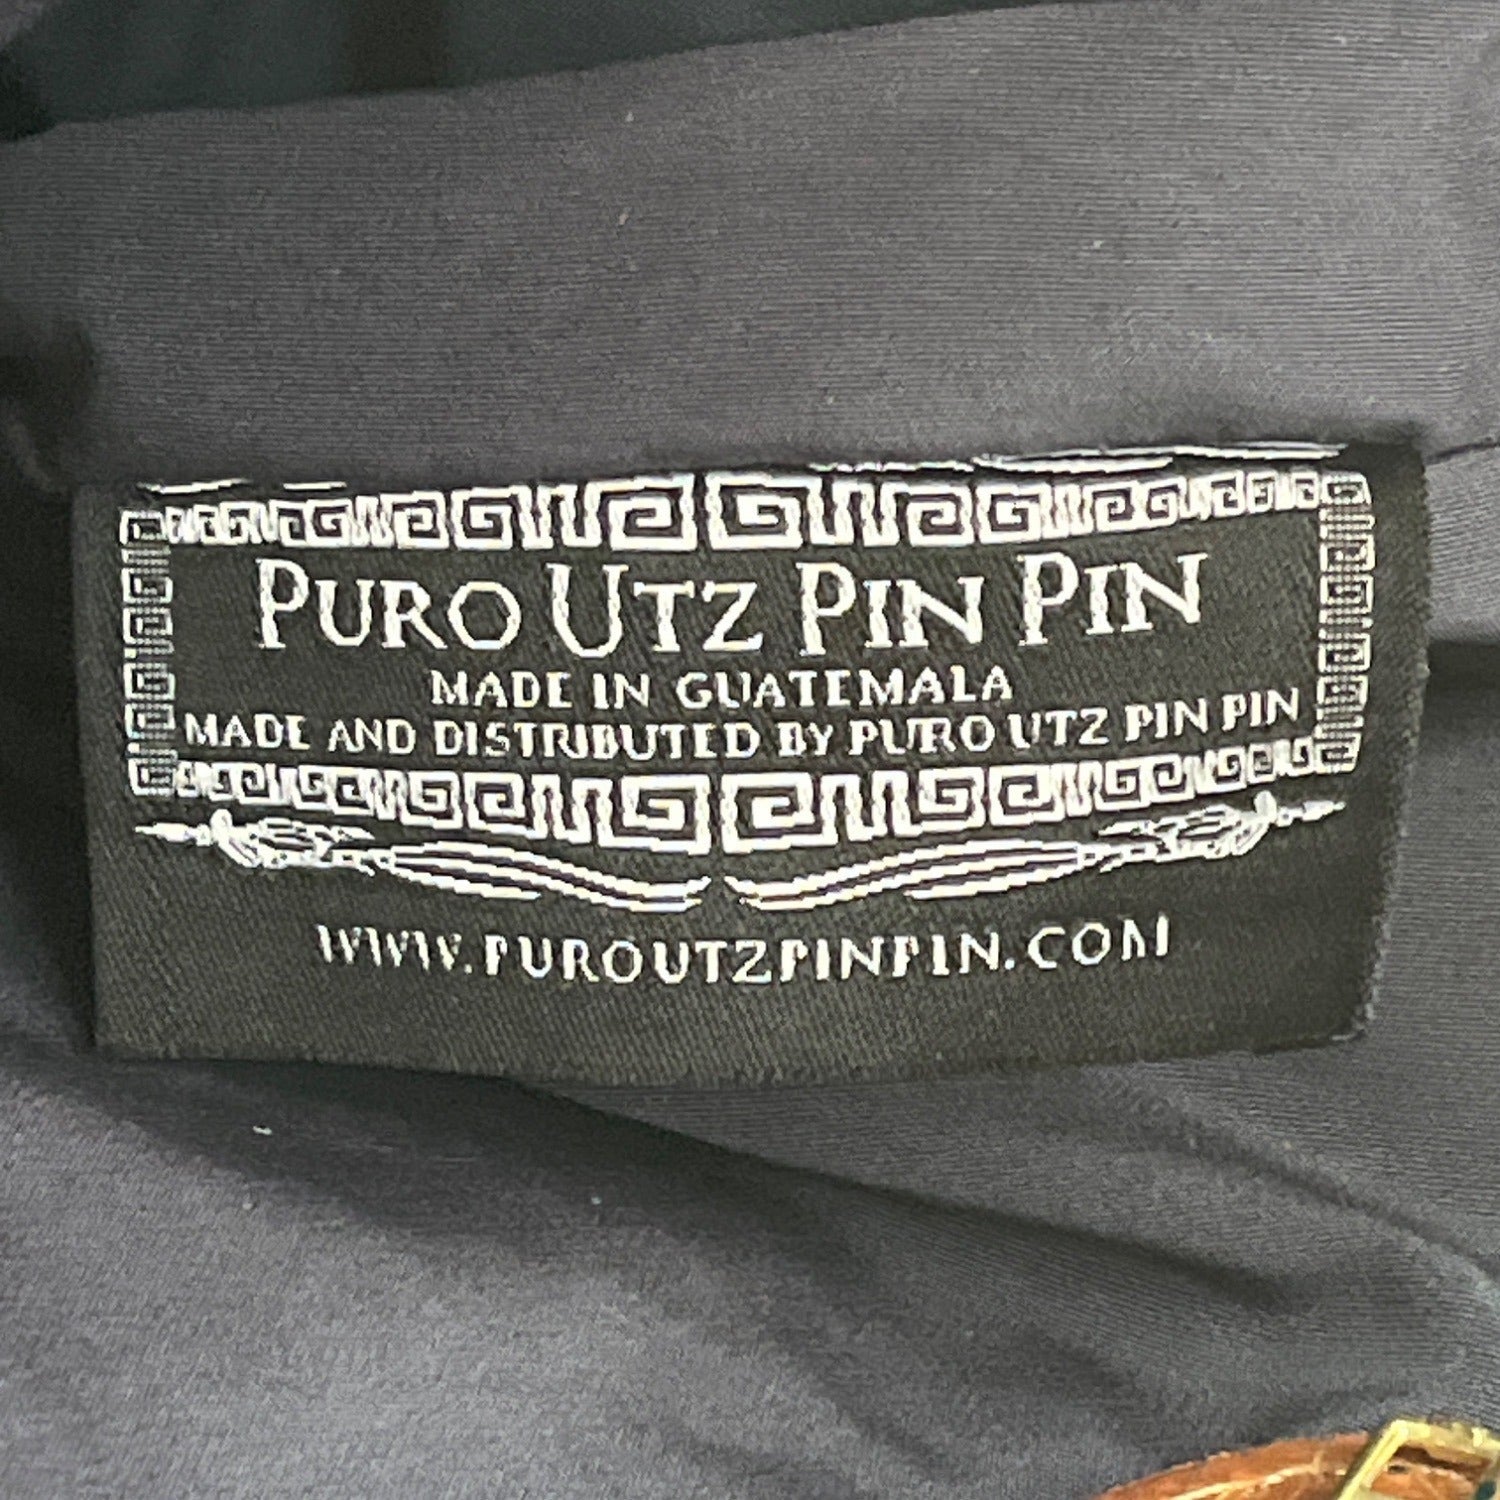 PURO UTZ PIN PIN
MADE IN GUATEMALA
MADE AND DISTRIBUTED BY PURO UTZ PIN PIN
WWW.PUROUTZPINPIN.COM